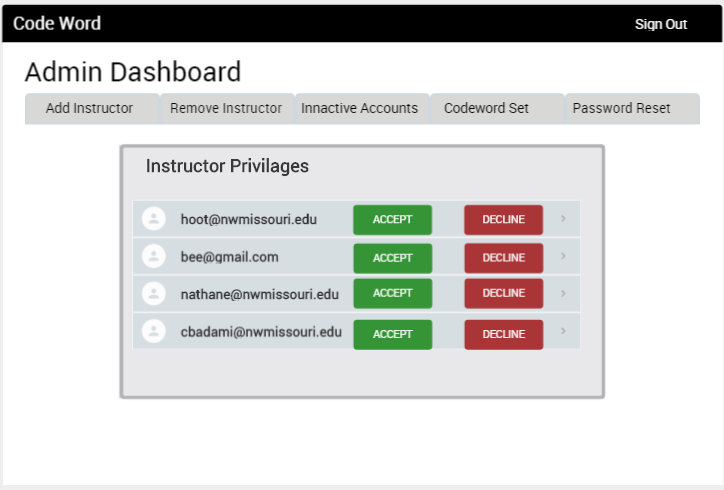 Code Word Sign Out
Admin Dashboard
Add Instructor Remove Instructor Innactive Accounts Codeword Set Password Reset
Instructor Privilages
hoot@nwmissouri.edu ACCEPT DECLINE
bee@gmail.com ACCEPT DECLINE
nathane@nwmissouri.edu ACCEPT DECLINE
cbadami@nwmissouri.edu ACCEPT DECLINE